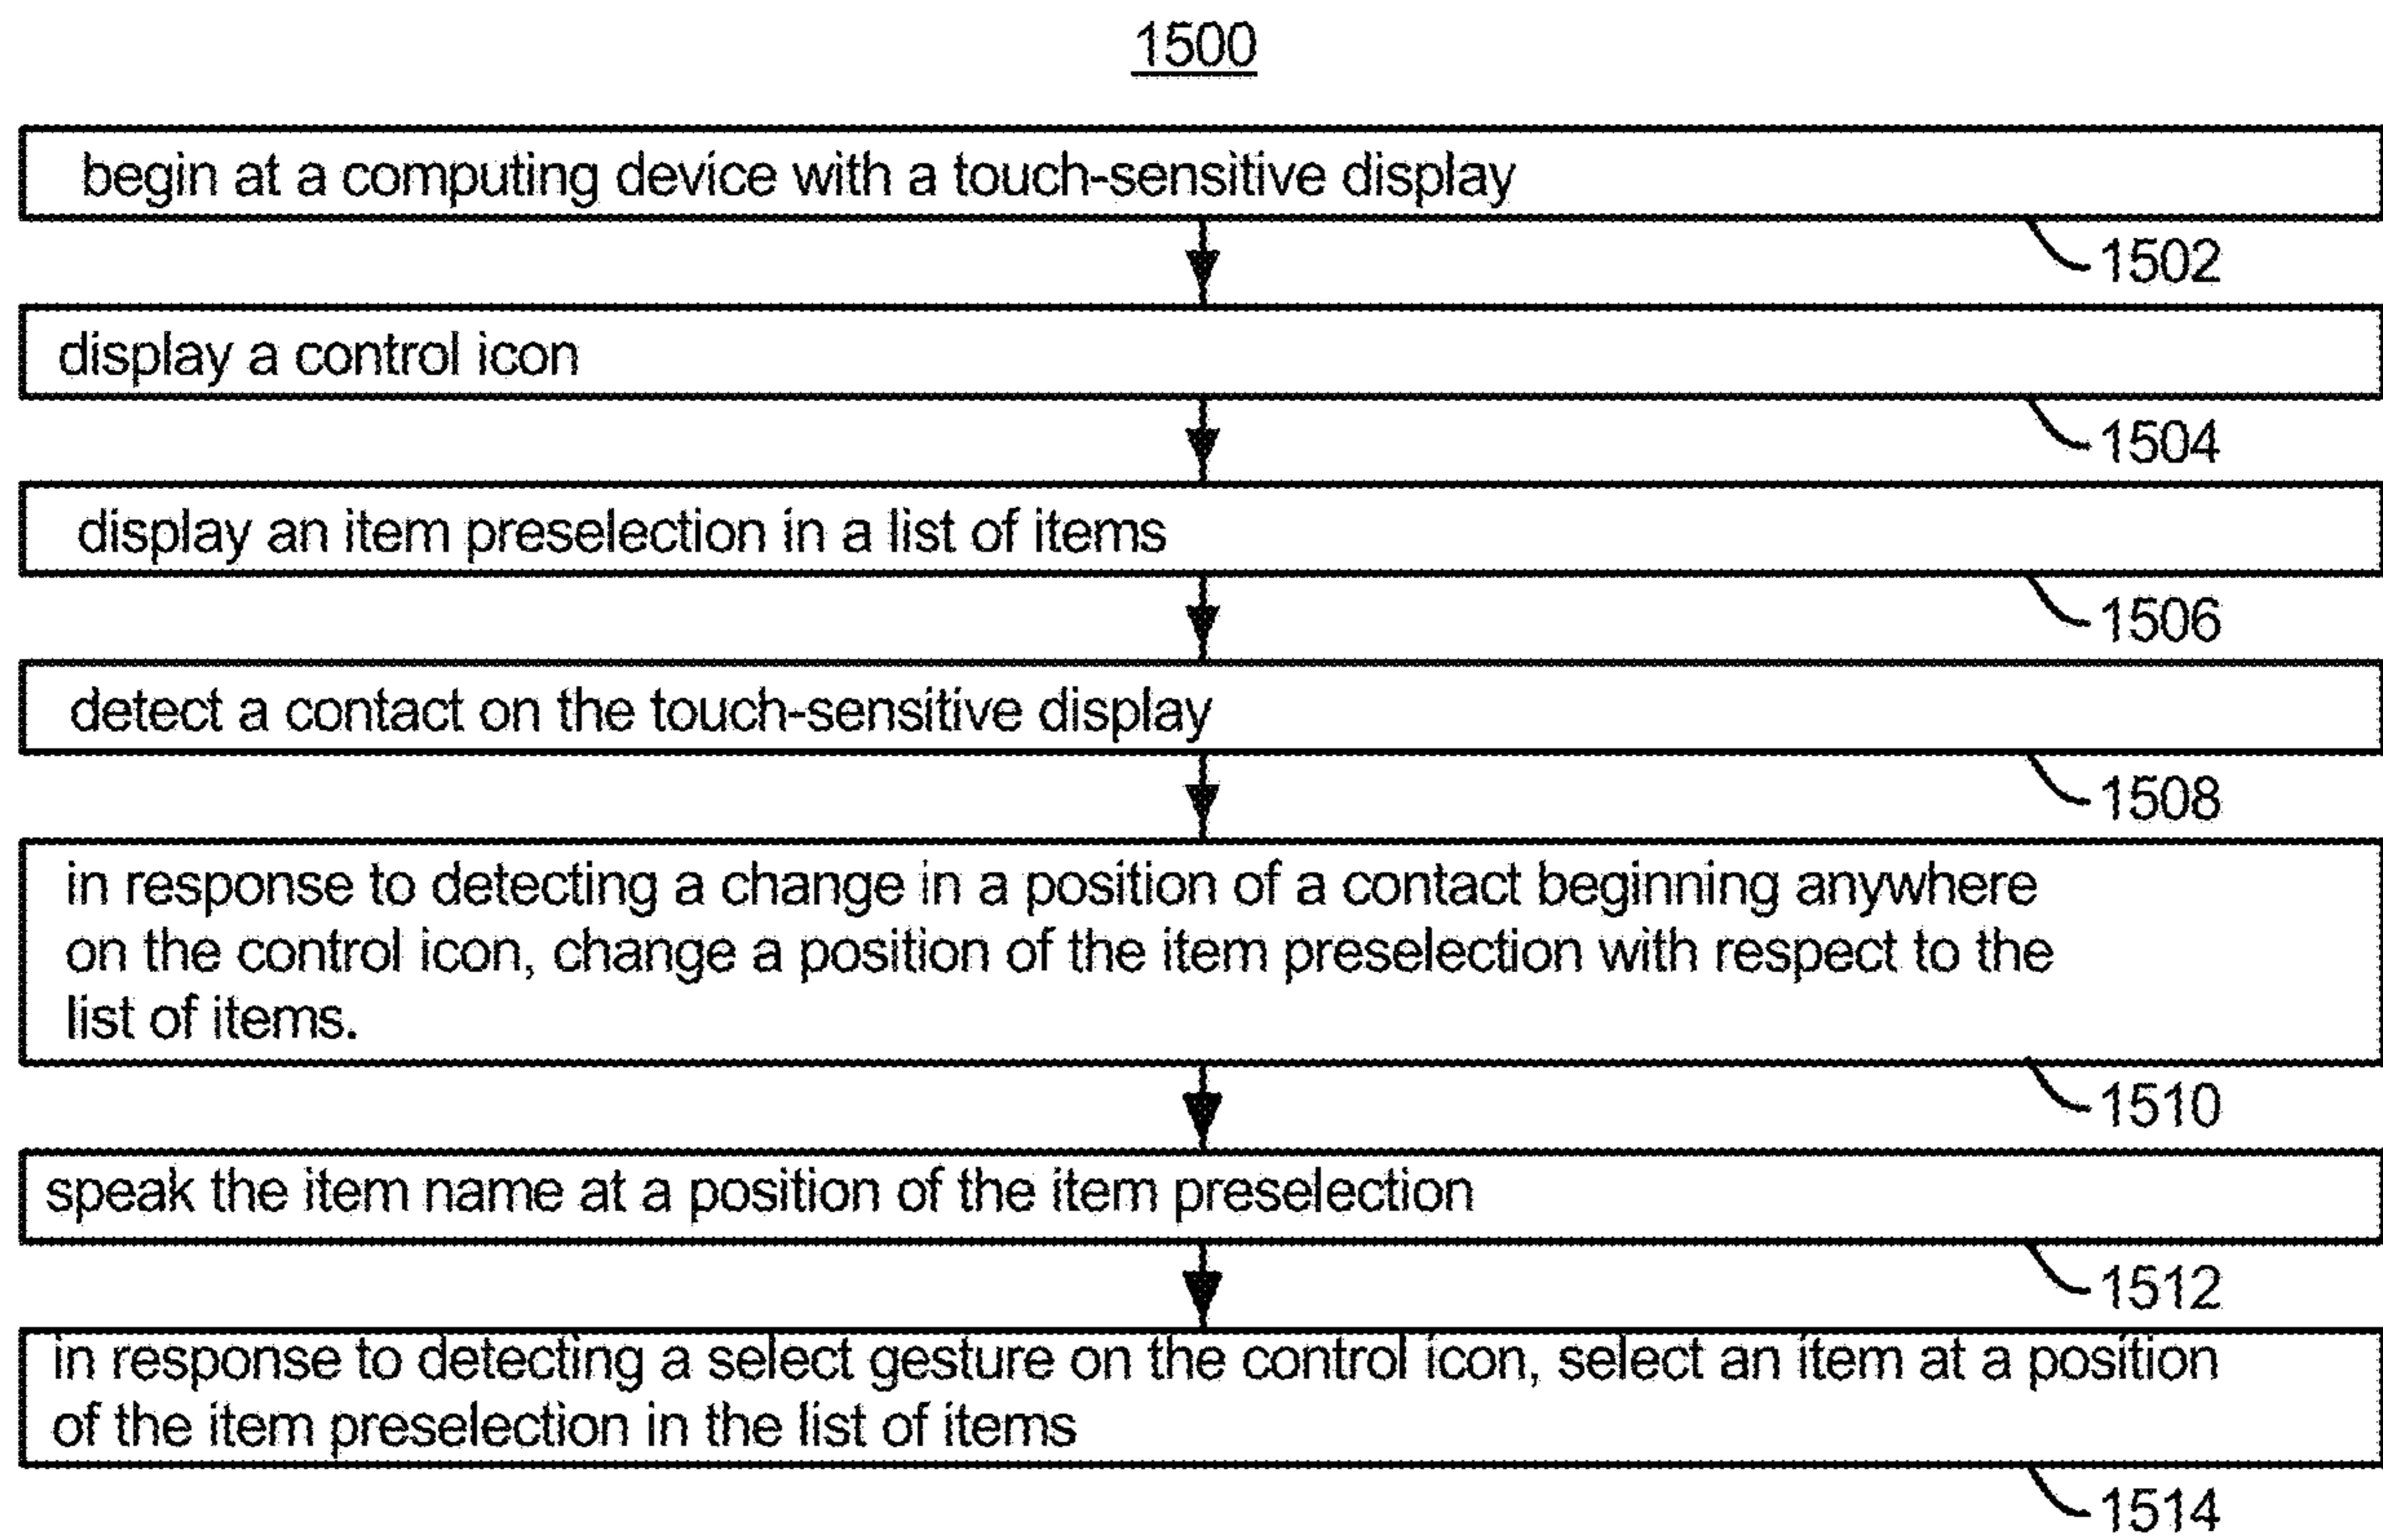 1500
begin at a computing device with a touch-sensitive display
1502
display a control icon
1504
display an item preselection in a list of items
1506
detect a contact on the touch-sensitive display
1508
in response to detecting a change in a position of a contact beginning anywhere
on the control icon, change a position of the item preselection with respect to the
list of items.
1510
speak the item name at a position of the item preselection
1512
in response to detecting a select gesture on the control icon, select an item at a position
of the item preselection in the list of items
1514